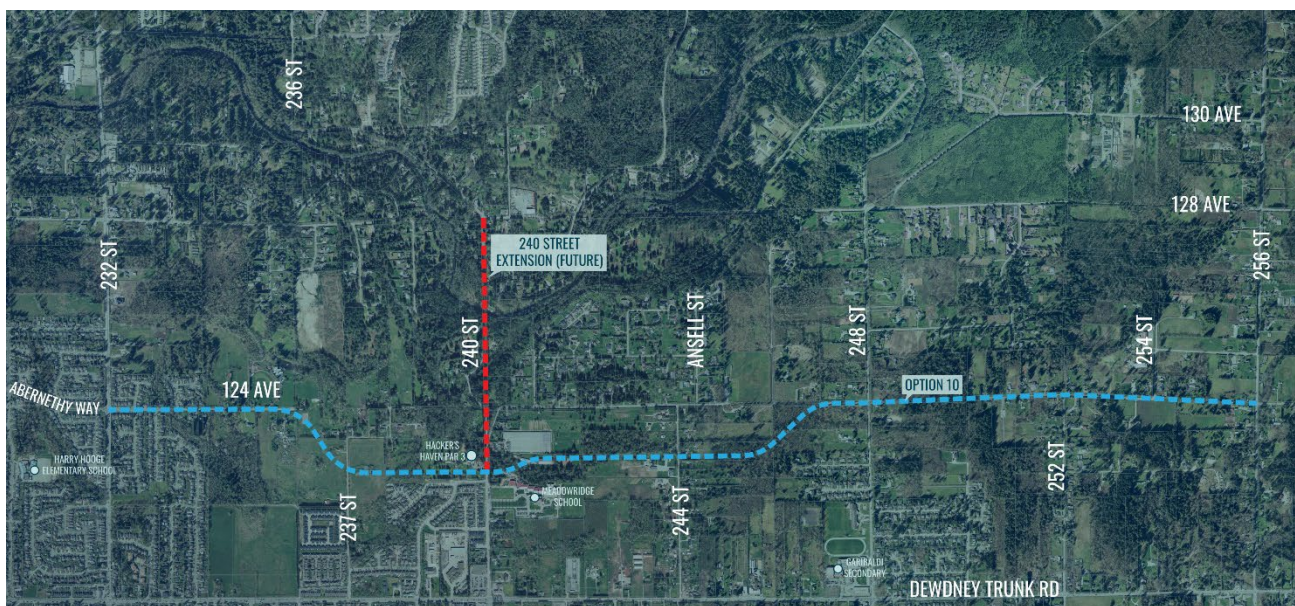 236 ST
130 AVE
128 AVE
232 ST
240 STREET
EXTENSION (FUTURE)
256 ST
240 ST
ANSELL ST
248 ST
254 ST
124 AVE
OPTION 10
ABERNETHY WAY
HACKER'S
HAVEN PAR 3
HARRY HOOGE
ELEMENTARY SCHOOL
237 ST
MEADOWRIDGE
SCHOOL
244 ST
252 ST
GARIBALDI
SECONDARY
DEWDNEY TRUNK RD